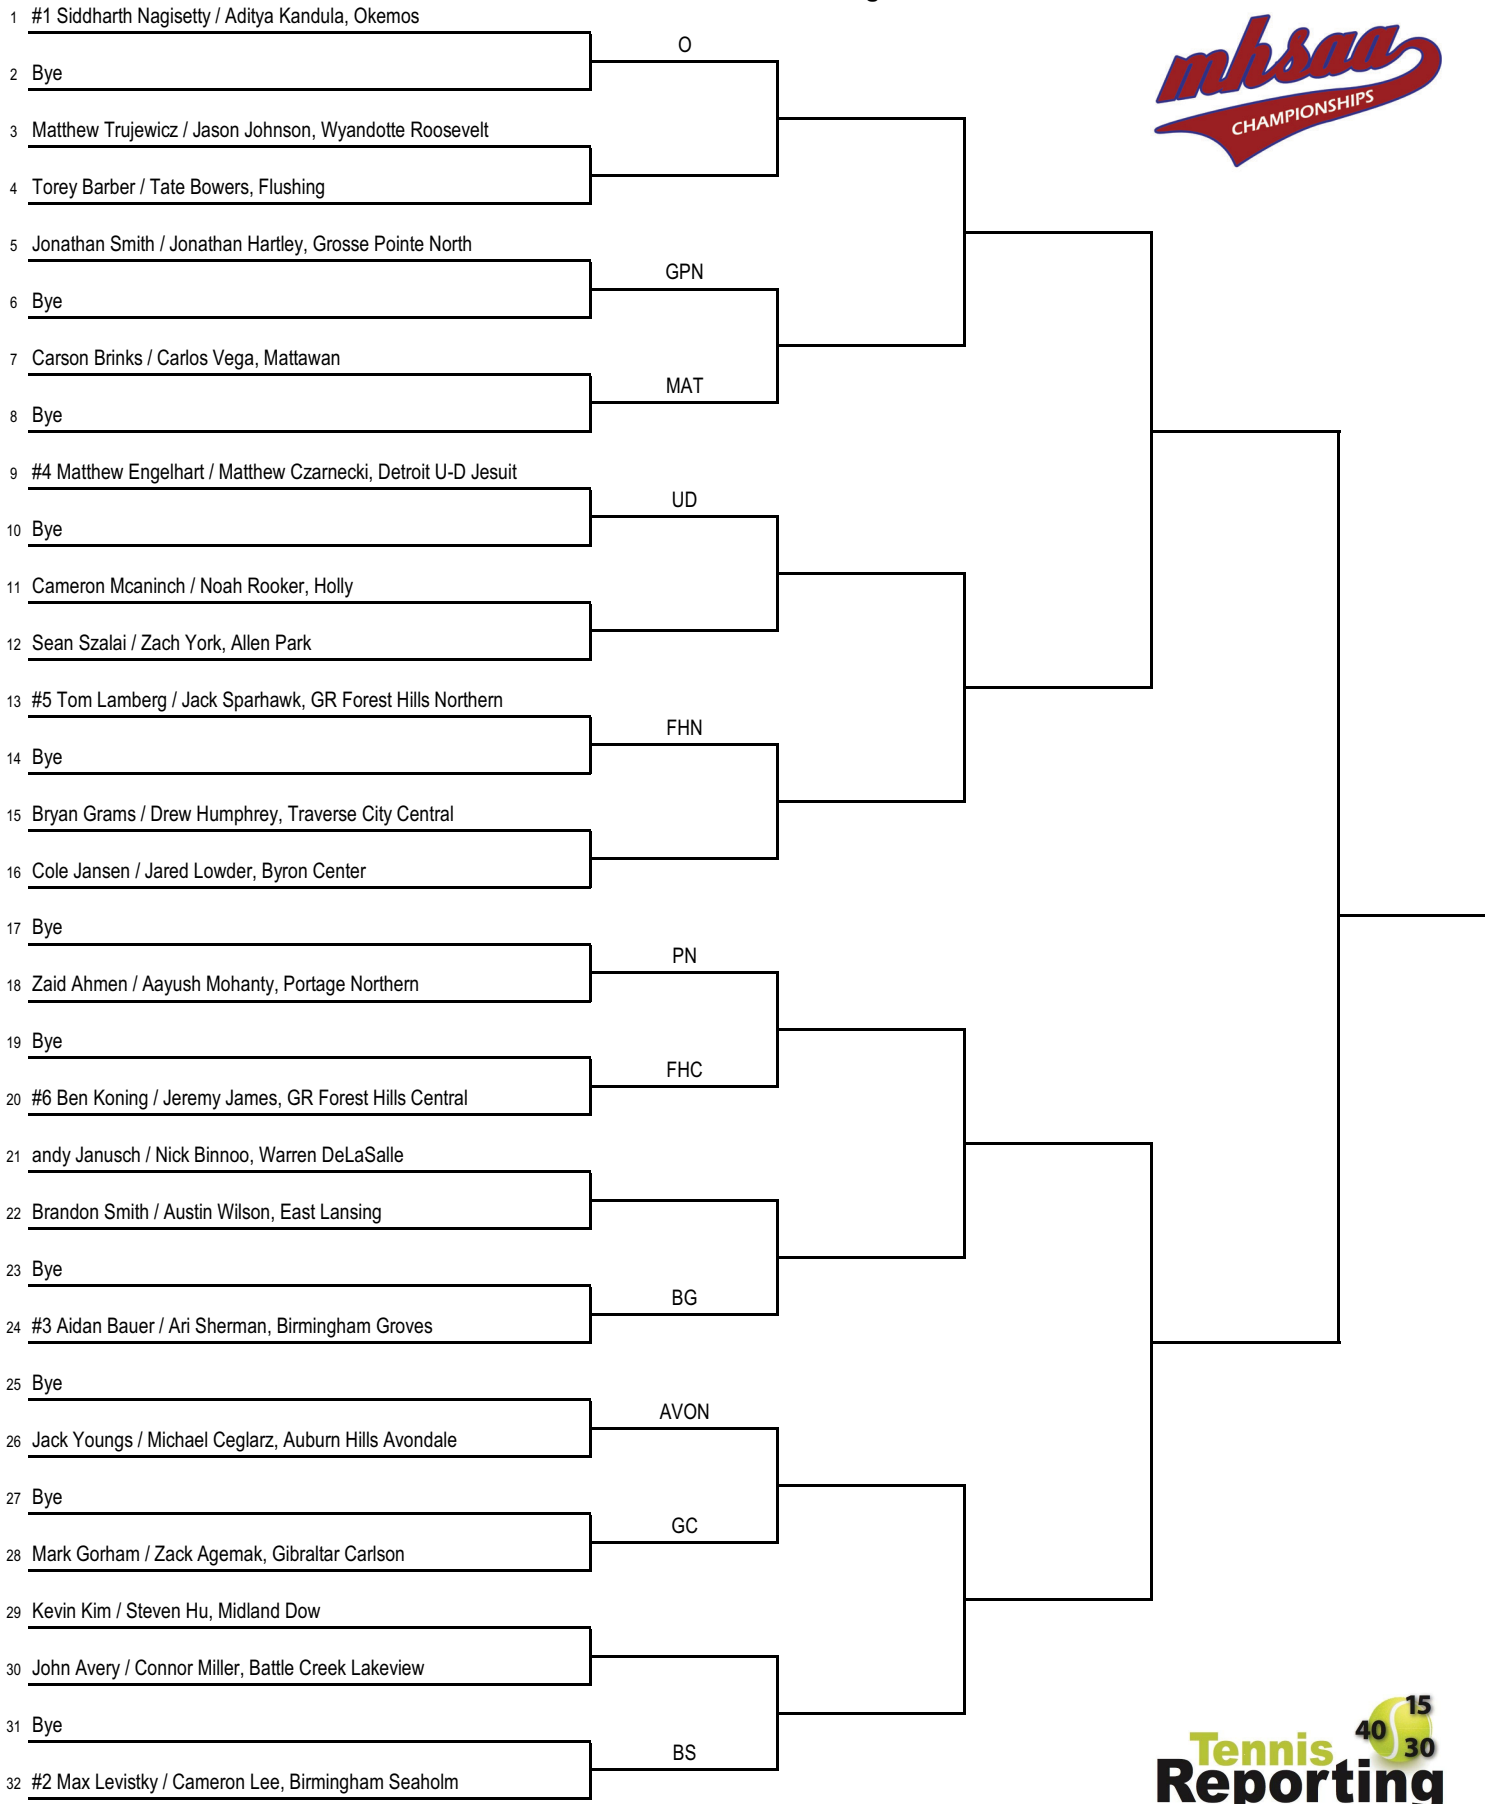 1 #1 Siddharth Nagisetty / Aditya Kandula, Okemos
O
2 Bye
3 Matthew Trujewicz / Jason Johnson, Wyandotte Roosevelt
4 Torey Barber / Tate Bowers, Flushing
5 Jonathan Smith / Jonathan Hartley, Grosse Pointe North
GPN
6 Bye
7 Carson Brinks / Carlos Vega, Mattawan
MAT
8 Bye
9 #4 Matthew Engelhart / Matthew Czarnecki, Detroit U-D Jesuit
UD
10 Bye
11 Cameron Mcaninch / Noah Rooker, Holly
12 Sean Szalai / Zach York, Allen Park
13 #5 Tom Lamberg / Jack Sparhawk, GR Forest Hills Northern
FHN
14 Bye
15 Bryan Grams / Drew Humphrey, Traverse City Central
16 Cole Jansen / Jared Lowder, Byron Center
17 Bye
PN
18 Zaid Ahmen / Aayush Mohanty, Portage Northern
19 Bye
FHC
20 #6 Ben Koning / Jeremy James, GR Forest Hills Central
21 andy Janusch / Nick Binnoo, Warren DeLaSalle
22 Brandon Smith / Austin Wilson, East Lansing
23 Bye
BG
24 #3 Aidan Bauer / Ari Sherman, Birmingham Groves
25 Bye
AVON
26 Jack Youngs / Michael Ceglarz, Auburn Hills Avondale
27 Bye
GC
28 Mark Gorham / Zack Agemak, Gibraltar Carlson
29 Kevin Kim / Steven Hu, Midland Dow
30 John Avery / Connor Miller, Battle Creek Lakeview
31 Bye
BS
32 #2 Max Levistky / Cameron Lee, Birmingham Seaholm
mhsaa
CHAMPIONSHIPS
15
40
30
Tennis
Reporting